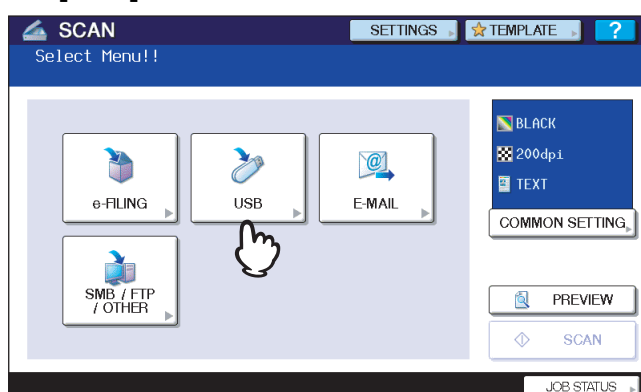 SCAN
SETTINGS
TEMPLATE
?
Select Menu!!
BLACK
200dpi
TEXT
e-FILING
USB
E-MAIL
COMMON SETTING
SMB / FTP
/ OTHER
PREVIEW
SCAN
JOB STATUS